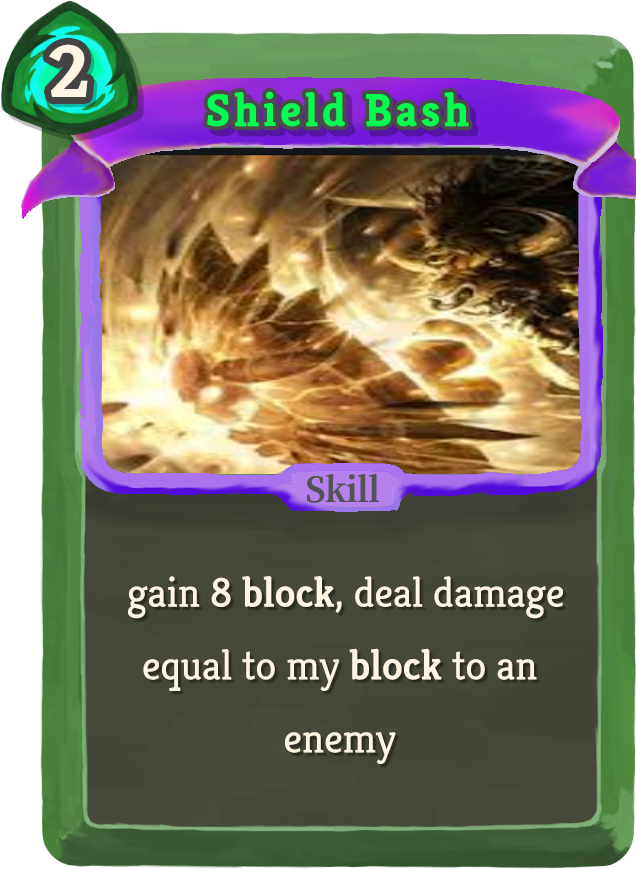 2
Shield Bash
Skill
gain 8 block, deal damage
equal to my block to an
enemy